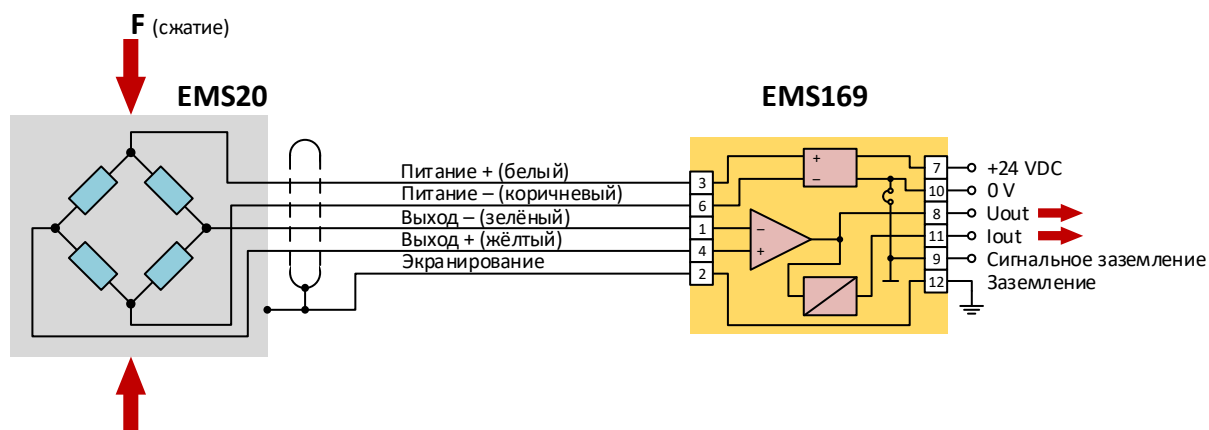 F (сжатие)
EMS20
EMS169
Питание + (белый)
Питание – (коричневый)
Выход – (зелёный)
Выход + (жёлтый)
Экранирование
3
6
1
4
2
+
–
–
+
7
10
8
11
9
12
+24 VDC
0 V
Uout
Iout
Сигнальное заземление
Заземление